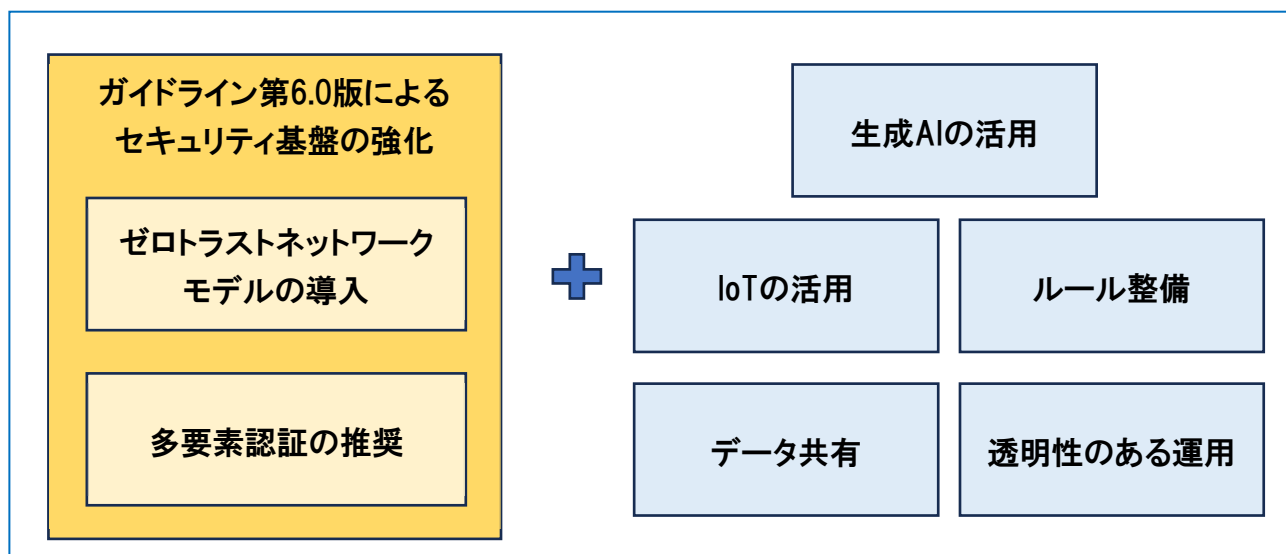 ガイドライン第6.0版による
セキュリティ基盤の強化
ゼロトラストネットワーク
モデルの導入
多要素認証の推奨
生成AIの活用
IoTの活用
ルール整備
データ共有
透明性のある運用